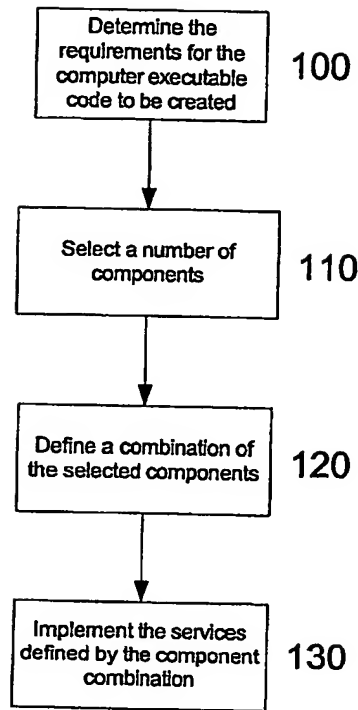 Determine the
requirements for the
computer executable
code to be created
100
Select a number of
components
110
Define a combination of
the selected components
120
Implement the services
defined by the component
combination
130